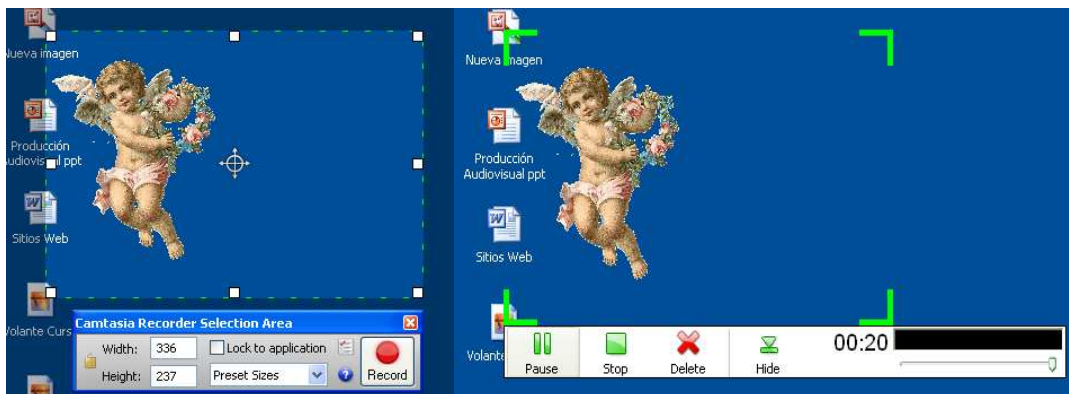 Nueva imagen
Producción
Audiovisual ppt
Sitios Web
Volante Curs
Camtasia Recorder Selection Area
Width: 336
Lock to application
Height: 237
Preset Sizes
Record
Nueva imagen
Producción
Audiovisual ppt
Sitios Web
Volante
Pause
Stop
Delete
Hide
00:20